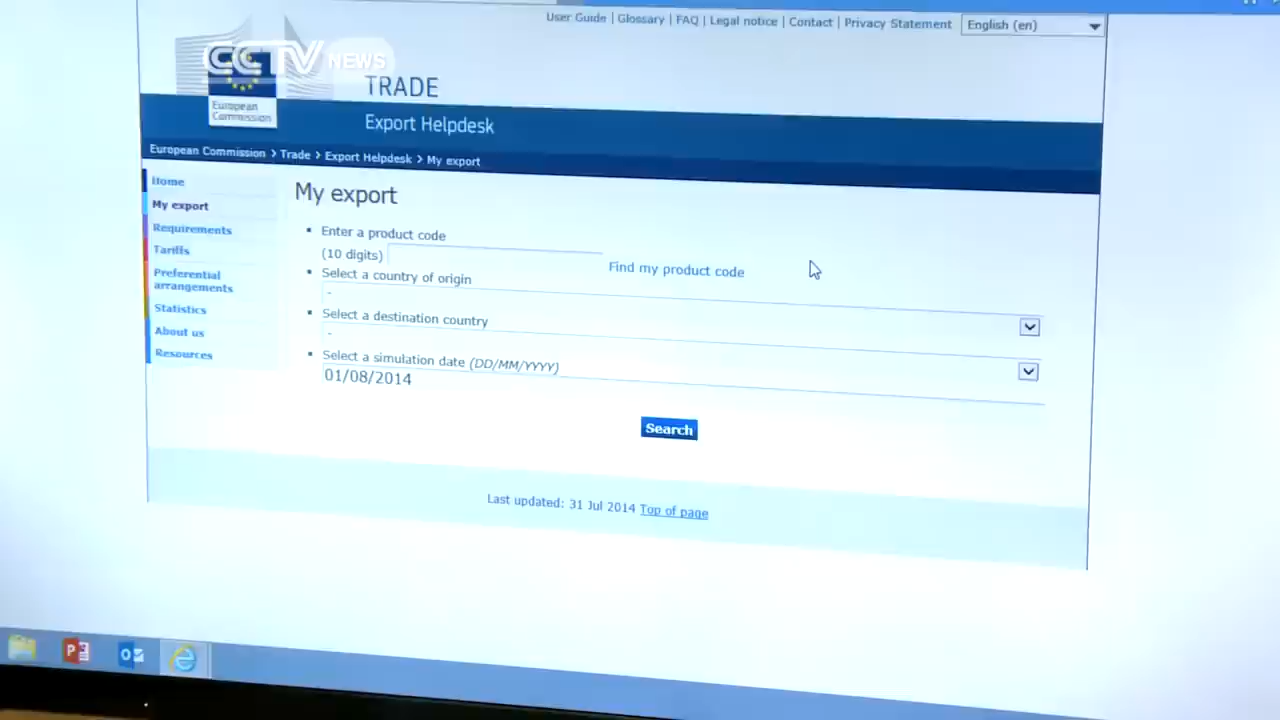 User Guide | Glossary | FAQ | Legal notice | Contact | Privacy Statement
English (en)
CCTV NEWS
TRADE
European
Commission
Export Helpdesk
European Commission > Trade > Export Helpdesk > My export
Home
My export
Requirements
Tariffs
Preferential
arrangements
Statistics
About us
Resources
My export
Enter a product code
(10 digits)
Find my product code
Select a country of origin
-
Select a destination country
-
Select a simulation date (DD/MM/YYYY)
01/08/2014
Search
Last updated: 31 Jul 2014 Top of page